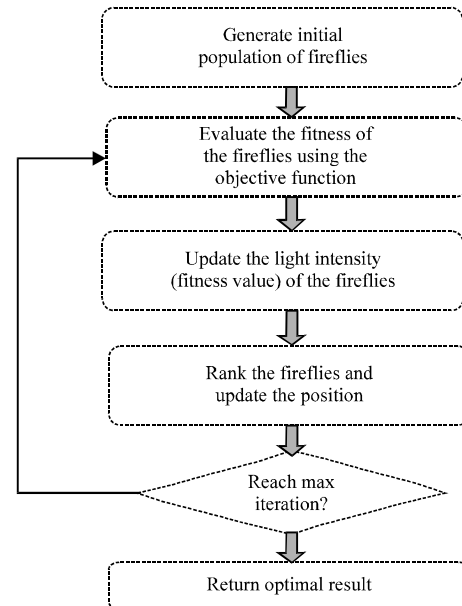 Generate initial
population of fireflies
Evaluate the fitness of
the fireflies using the
objective function
Update the light intensity
(fitness value) of the fireflies
Rank the fireflies and
update the position
Reach max
iteration?
Return optimal result